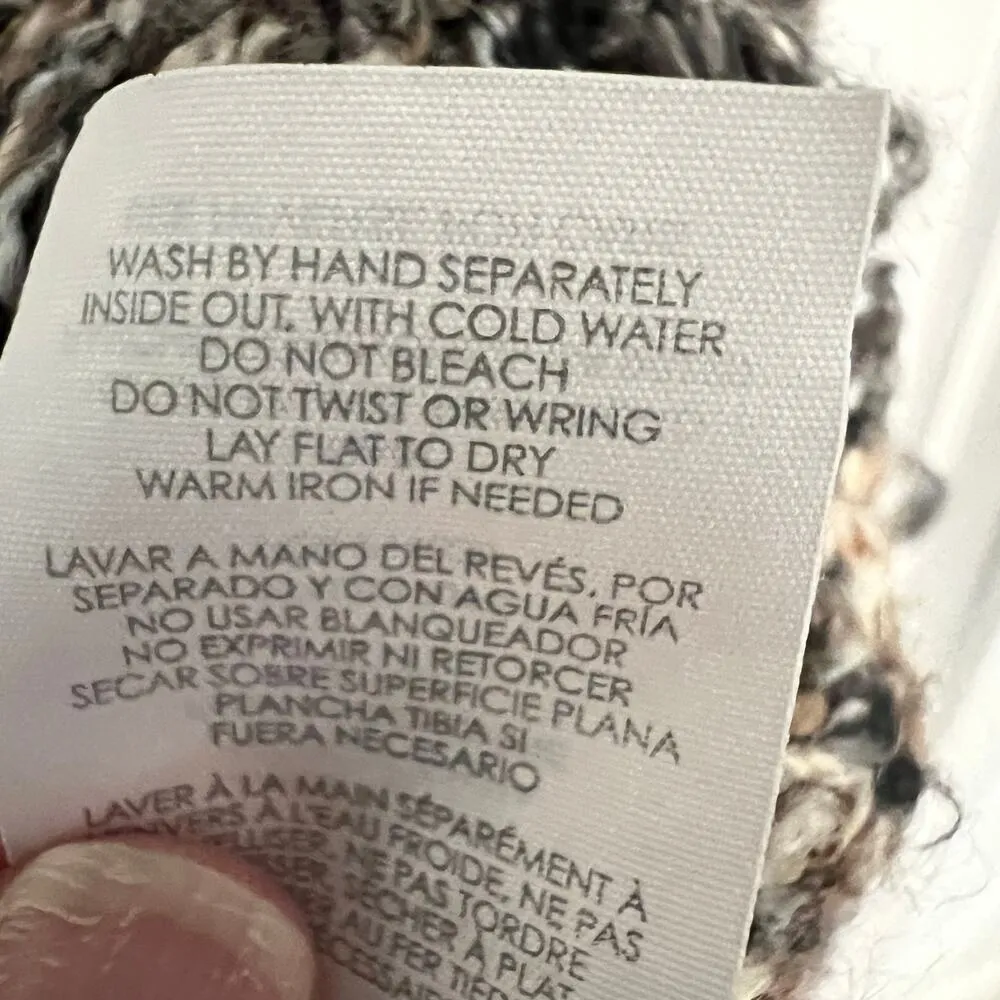 WASH BY HAND SEPARATELY
INSIDE OUT, WITH COLD WATER
DO NOT BLEACH
DO NOT TWIST OR WRING
LAY FLAT TO DRY
WARM IRON IF NEEDED
LAVAR A MANO DEL REVÉS, POR
SEPARADO Y CON AGUA FRÍA
NO USAR BLANQUEADOR
NO EXPRIMIR NI RETORCER
SECAR SOBRE SUPERFICIE PLANA
PLANCHA TIBIA SI
FUERA NECESARIO
LAVER À LA MAIN SÉPARÉMENT À
À L'EAU FROIDE, NE PAS
NE PAS TORDRE
SÉCHER À PLAT
AU FER